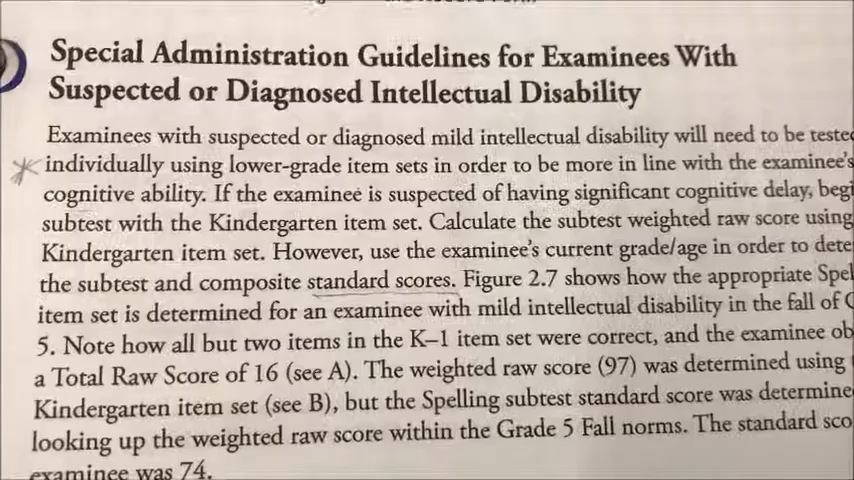 Special Administration Guidelines for Examinees With
Suspected or Diagnosed Intellectual Disability
Examinees with suspected or diagnosed mild intellectual disability will need to be teste
individually using lower-grade item sets in order to be more in line with the examinee's
cognitive ability. If the examinee is suspected of having significant cognitive delay, begi
subtest with the Kindergarten item set. Calculate the subtest weighted raw score using
Kindergarten item set. However, use the examinee's current grade/age in order to dete
the subtest and composite standard scores. Figure 2.7 shows how the appropriate Spel
item set is determined for an examinee with mild intellectual disability in the fall of
5. Note how all but two items in the K–1 item set were correct, and the examinee ob
a Total Raw Score of 16 (see A). The weighted raw score (97) was determined using
Kindergarten item set (see B), but the Spelling subtest standard score was determine
looking up the weighted raw score within the Grade 5 Fall norms. The standard sco
examinee was 74.